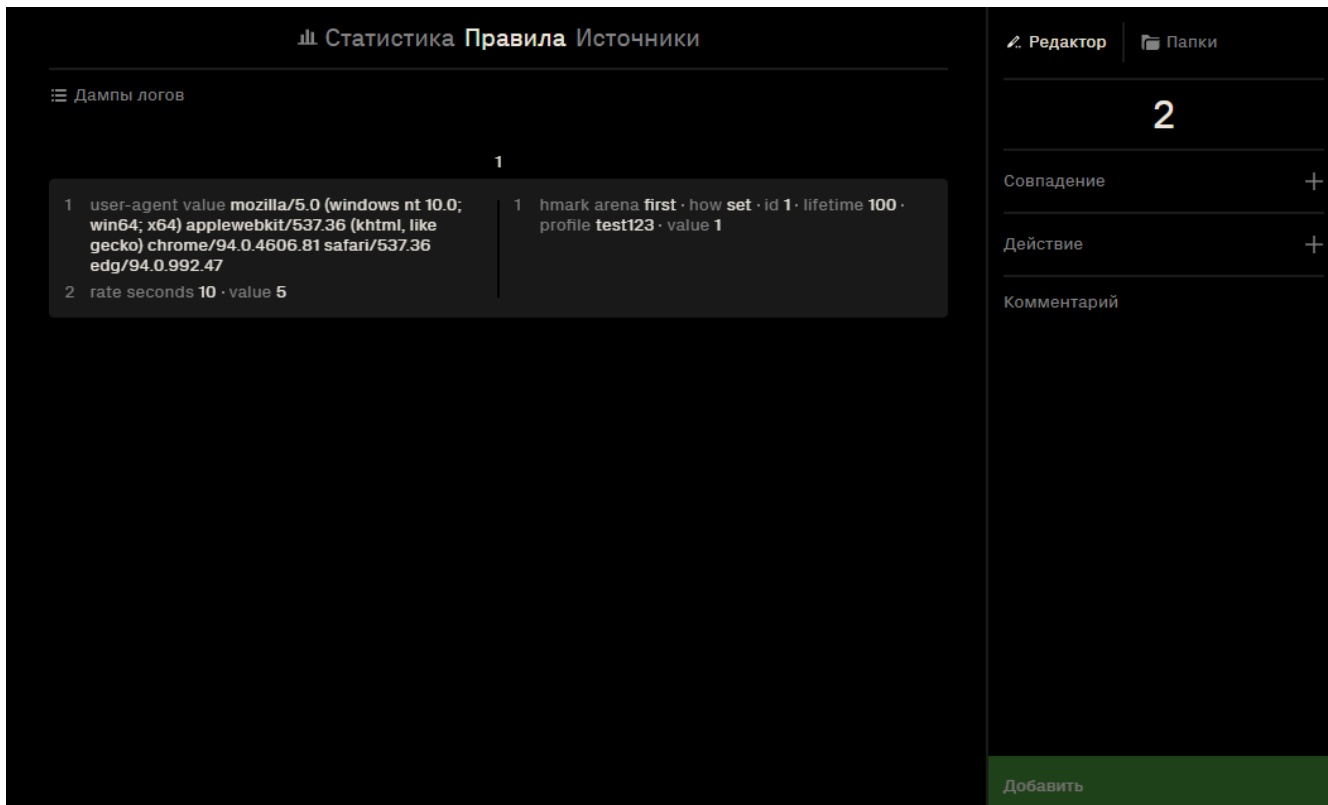 Статистика Правила Источники
Дампы логов
1
1 user-agent value mozilla/5.0 (windows nt 10.0;
win64; x64) applewebkit/537.36 (khtml, like
gecko) chrome/94.0.4606.81 safari/537.36
edg/94.0.992.47
2 rate seconds 10 · value 5
1 hmark arena first · how set · id 1 · lifetime 100 ·
profile test123 · value 1
Редактор Папки
2
Совпадение
Действие
Комментарий
Добавить